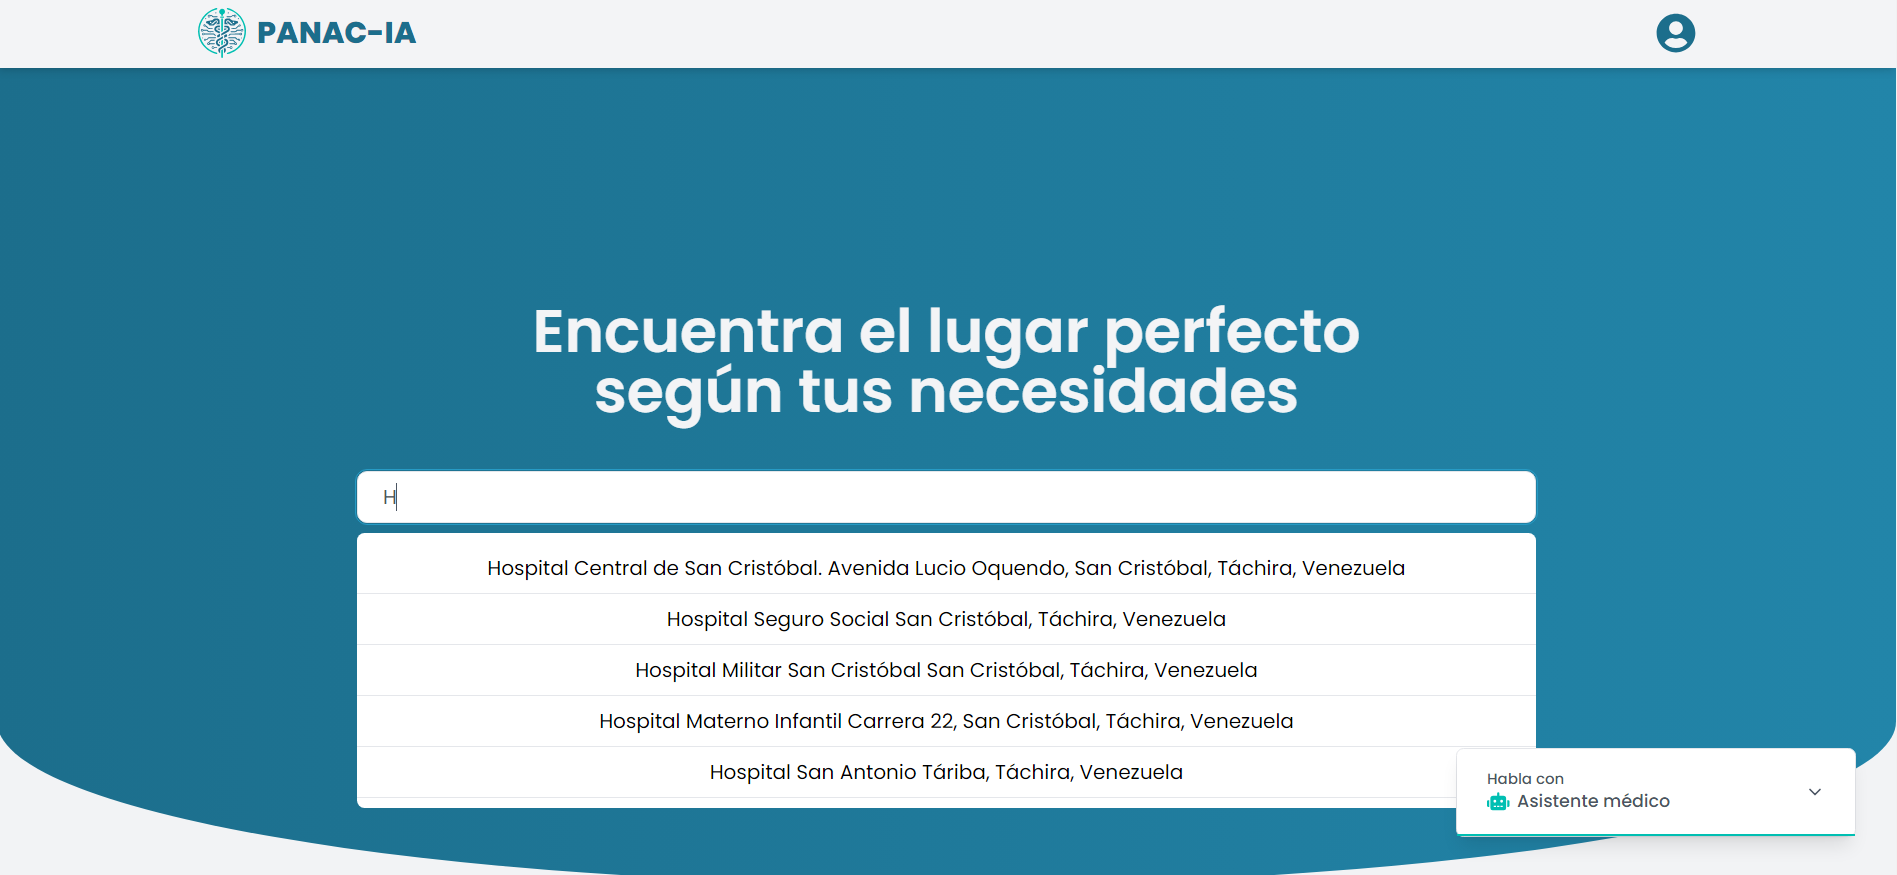 PANAC-IA
Encuentra el lugar perfecto
según tus necesidades
H
Hospital Central de San Cristóbal. Avenida Lucio Oquendo, San Cristóbal, Táchira, Venezuela
Hospital Seguro Social San Cristóbal, Táchira, Venezuela
Hospital Militar San Cristóbal San Cristóbal, Táchira, Venezuela
Hospital Materno Infantil Carrera 22, San Cristóbal, Táchira, Venezuela
Hospital San Antonio Táriba, Táchira, Venezuela
Habla con
Asistente médico